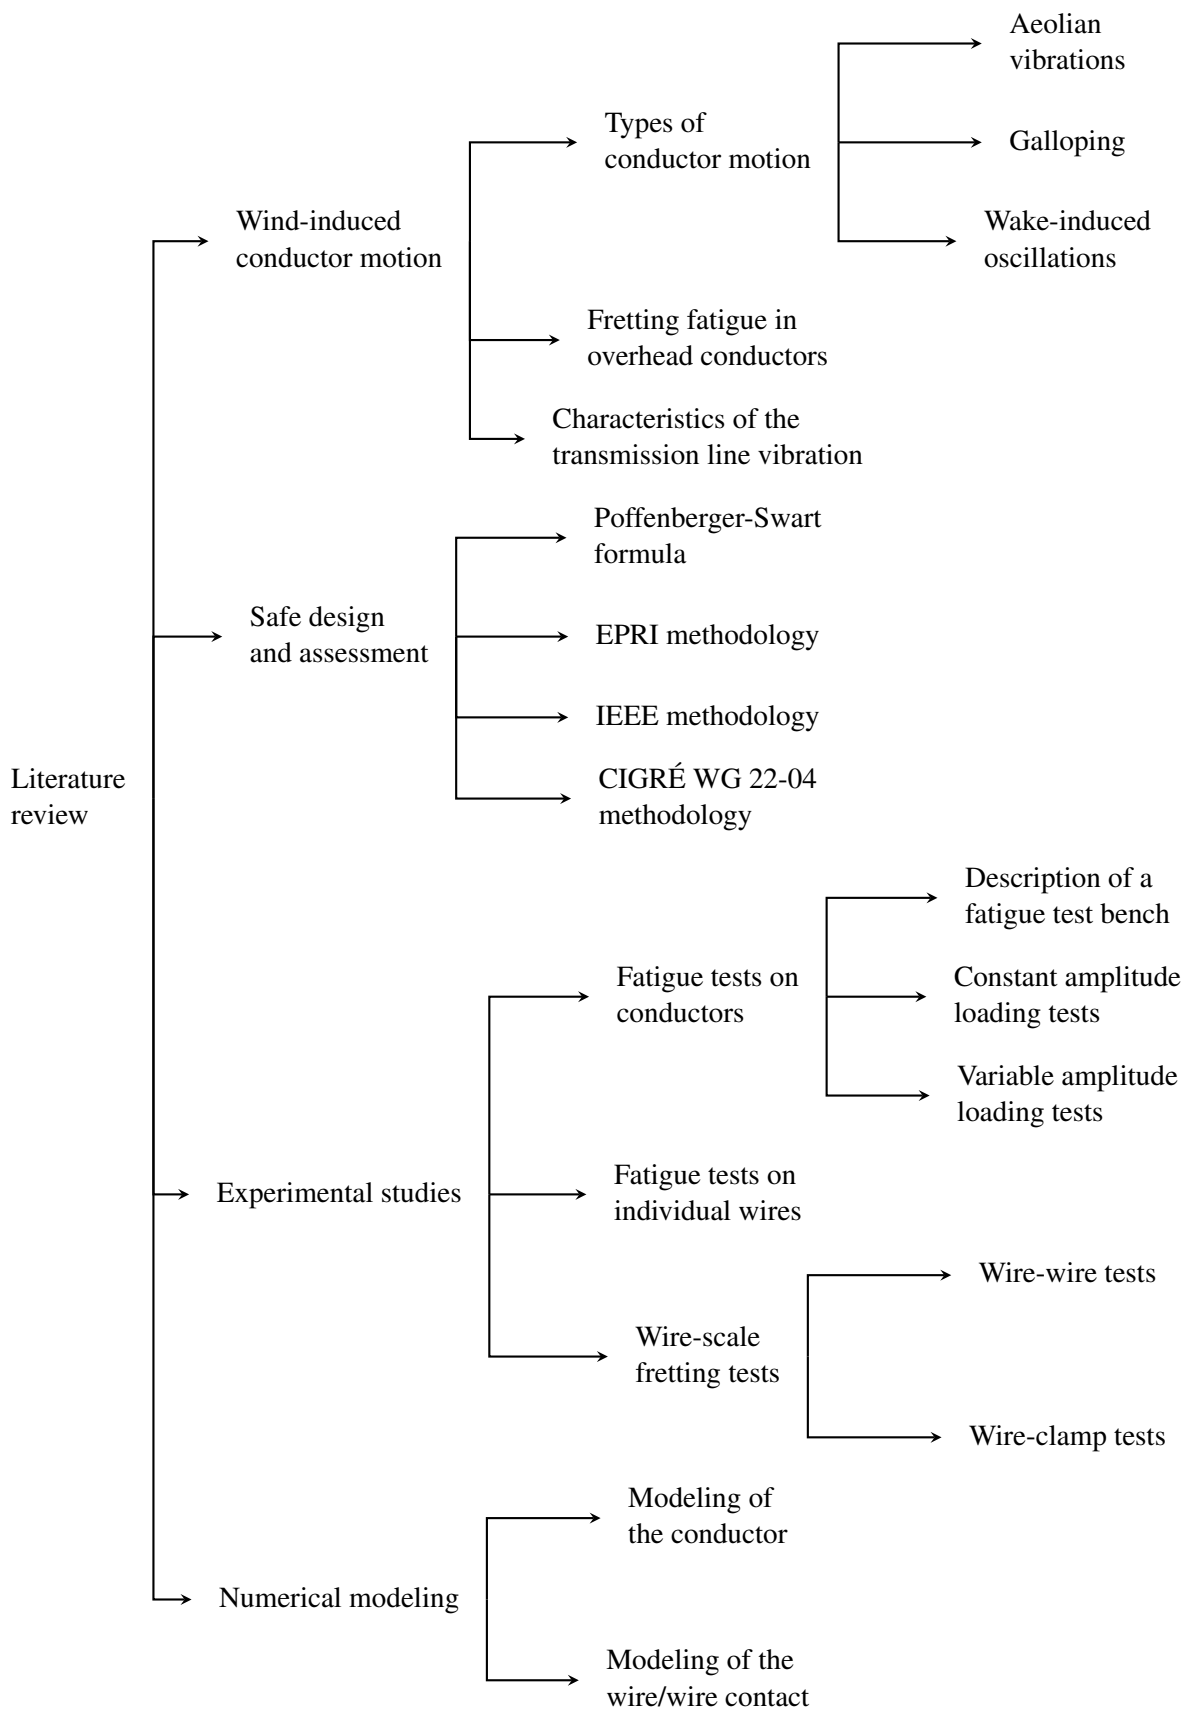 Literature
review
Wind-induced
conductor motion
Types of
conductor motion
Aeolian
vibrations
Galloping
Wake-induced
oscillations
Fretting fatigue in
overhead conductors
Characteristics of the
transmission line vibration
Safe design
and assessment
Poffenberger-Swart
formula
EPRI methodology
IEEE methodology
CIGRÉ WG 22-04
methodology
Experimental studies
Fatigue tests on
conductors
Description of a
fatigue test bench
Constant amplitude
loading tests
Variable amplitude
loading tests
Fatigue tests on
individual wires
Wire-scale
fretting tests
Wire-wire tests
Wire-clamp tests
Numerical modeling
Modeling of
the conductor
Modeling of the
wire/wire contact